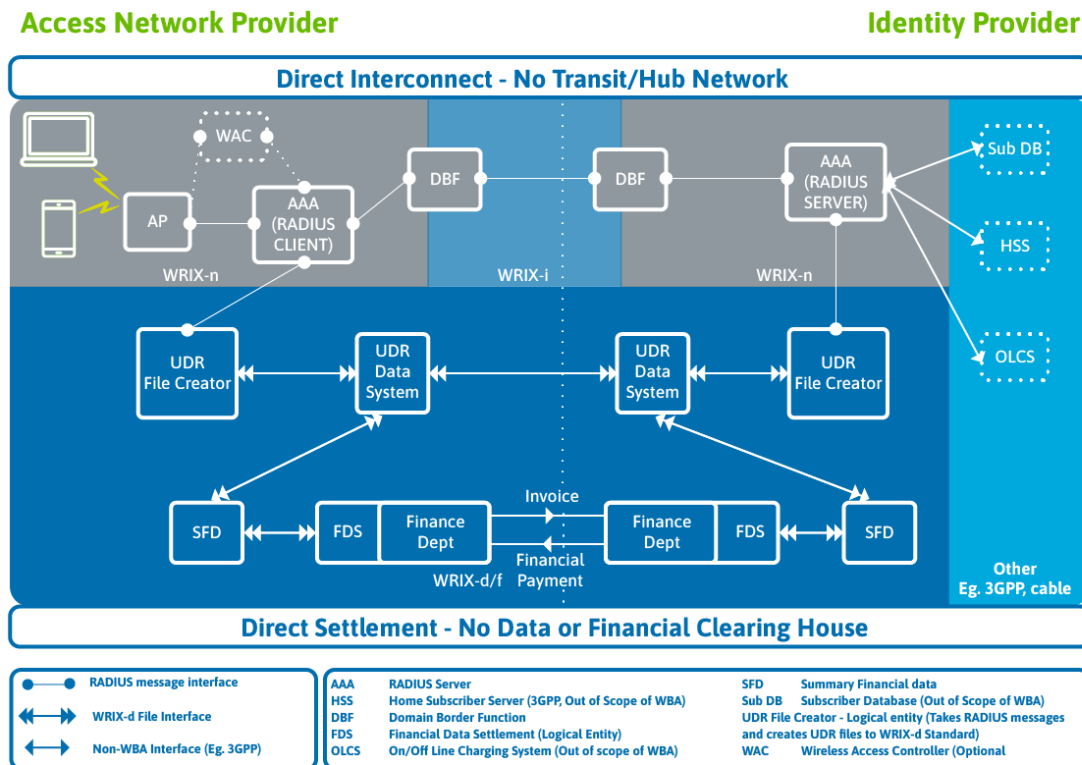 Access Network Provider
Identity Provider
Direct Interconnect - No Transit/Hub Network
WAC
Sub DB
DBF
DBF
AAA
(RADIUS
SERVER)
AP
AAA
(RADIUS
CLIENT)
HSS
WRIX-n
WRIX-i
WRIX-n
UDR
File Creator
UDR
Data
System
UDR
Data
System
UDR
File Creator
OLCS
Invoice
SFD
FDS
Finance
Dept
Finance
Dept
FDS
SFD
Financial
Payment
WRIX-d/f
Other
Eg. 3GPP, cable
Direct Settlement - No Data or Financial Clearing House
RADIUS message interface
WRIX-d File Interface
Non-WBA Interface (Eg. 3GPP)
AAA RADIUS Server
HSS Home Subscriber Server (3GPP, Out of Scope of WBA)
DBF Domain Border Function
FDS Financial Data Settlement (Logical Entity)
OLCS On/Off Line Charging System (Out of scope of WBA)
SFD Summary Financial data
Sub DB Subscriber Database (Out of Scope of WBA)
UDR File Creator - Logical entity (Takes RADIUS messages
and creates UDR files to WRIX-d Standard)
WAC Wireless Access Controller (Optional